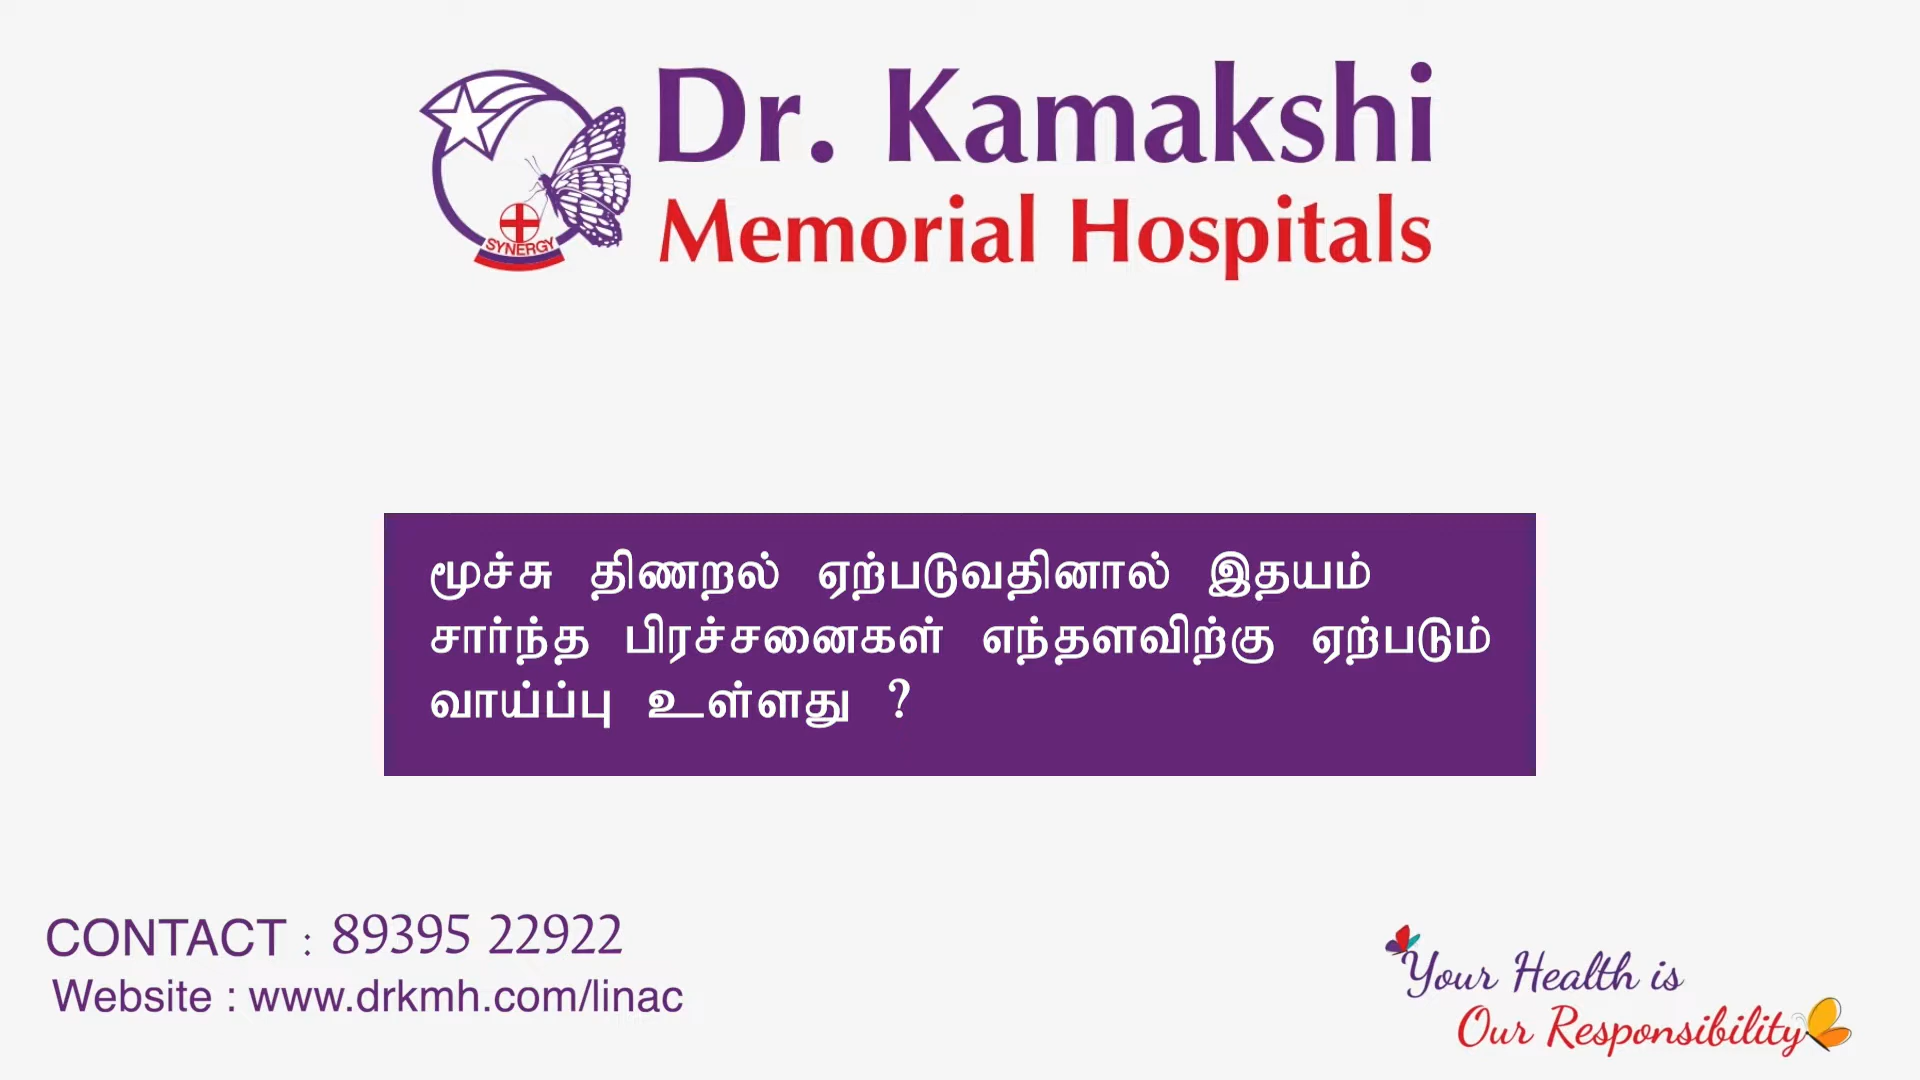 Dr. Kamakshi
Memorial Hospitals
SYNERGY
மூச்சு திணறல் ஏற்படுவதினால் இதயம்
சார்ந்த பிரச்சனைகள் எந்தளவிற்கு ஏற்படும்
வாய்ப்பு உள்ளது ?
CONTACT : 89395 22922
Website : www.drkmh.com/linac
Your Health is
Our Responsibility